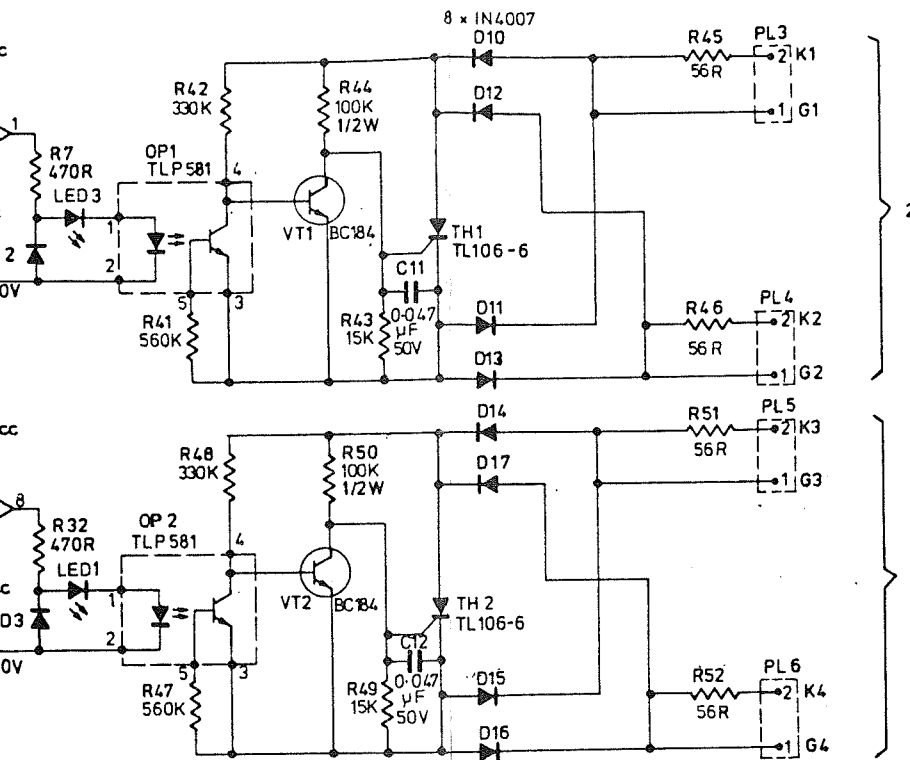 8 x IN4007
D10
R45
PL3
2 K1
56R
1 G1
R42
330K
R44
100K
1/2W
D12
1
R7
470R
LED3
OP1
TLP581
4
1
2
2
0V
5
3
VT1
BC184
TH1
TL106-6
C11
0.047
µF
50V
R41
560K
R43
15K
D11
D13
R46
56R
PL4
2 K2
1 G2
2
CC
D14
R51
56R
PL5
2 K3
1 G3
R48
330K
R50
100K
1/2W
D17
8
R32
470R
LED1
OP2
TLP581
4
1
2
D3
0V
5
3
VT2
BC184
TH2
TL106-6
C12
0.047
µF
50V
R47
560K
R49
15K
D15
D16
R52
56R
PL6
2 K4
1 G4